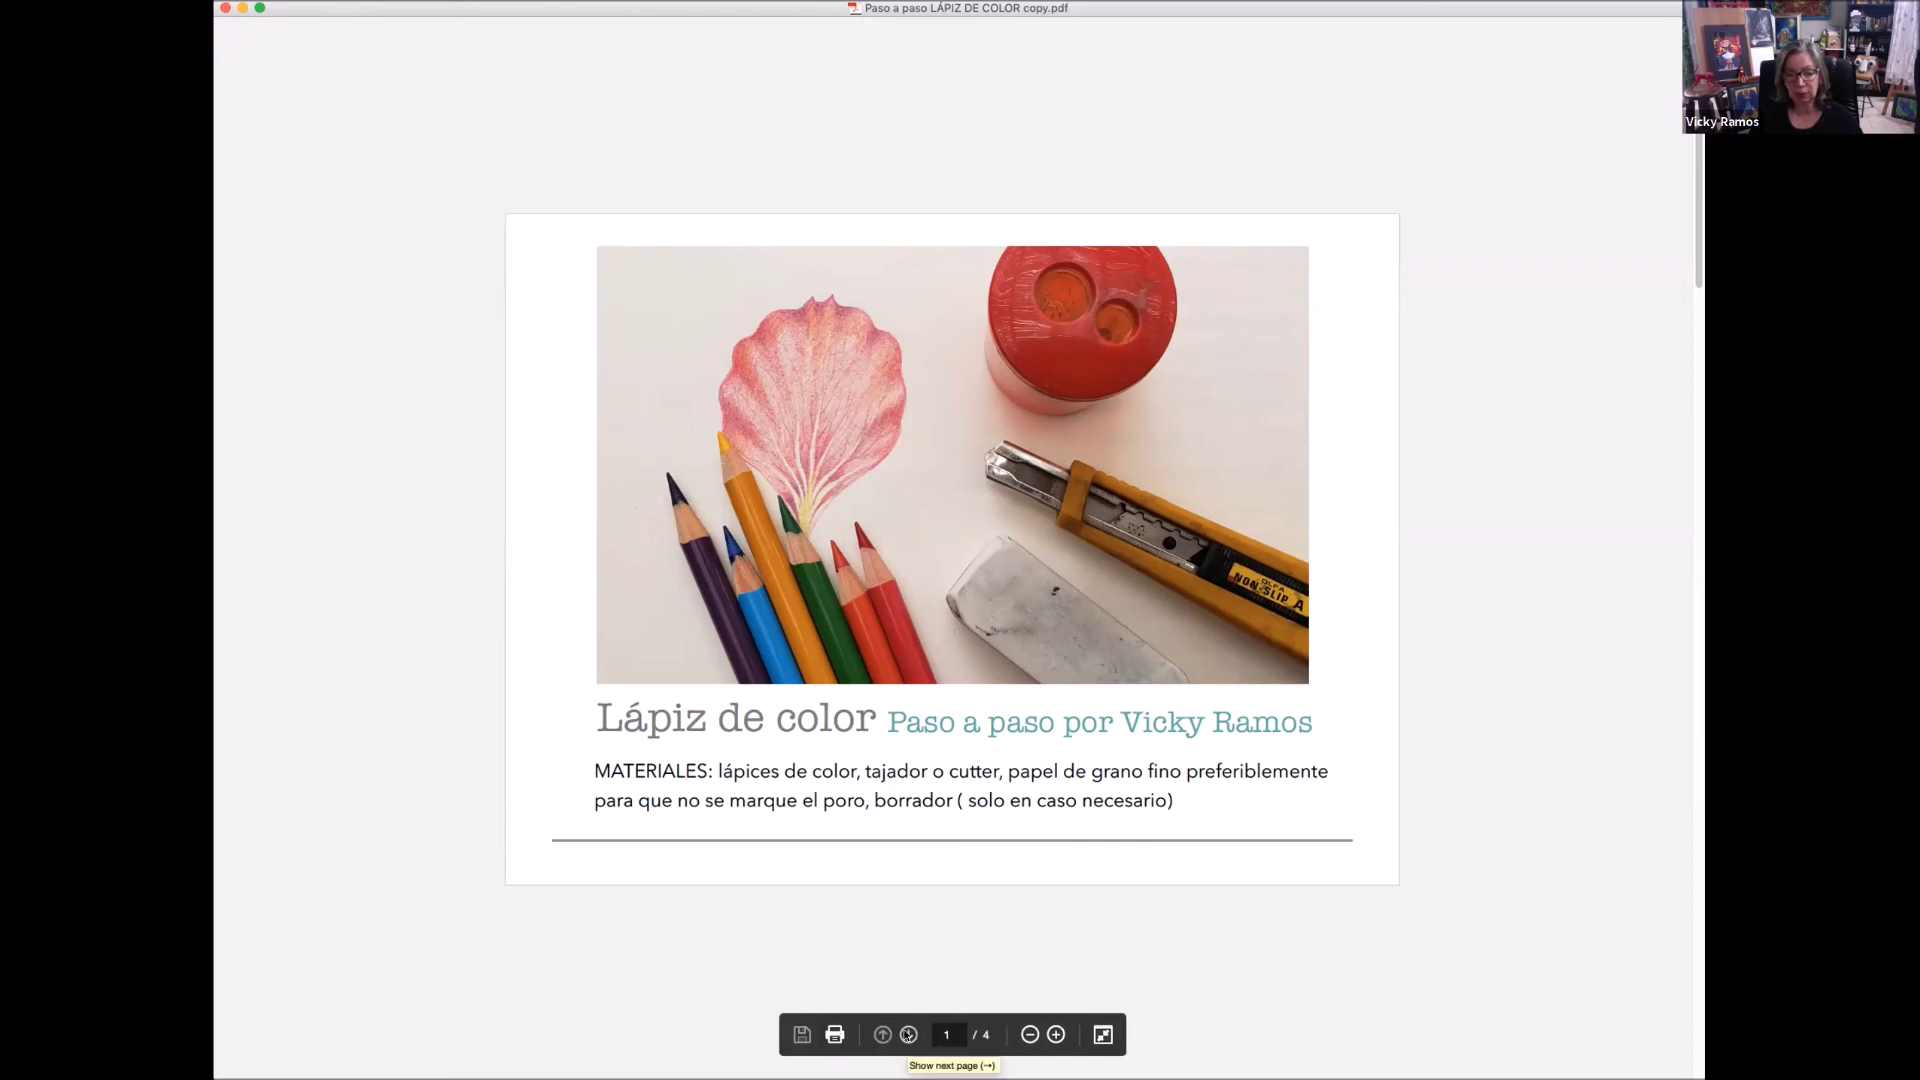 Paso a paso LÁPIZ DE COLOR copy.pdf
Vicky Ramos
OLFA
NON-SLIP A
Lápiz de color Paso a paso por Vicky Ramos
MATERIALES: lápices de color, tajador o cutter, papel de grano fino preferiblemente
para que no se marque el poro, borrador ( solo en caso necesario)
1 / 4
Show next page (→)